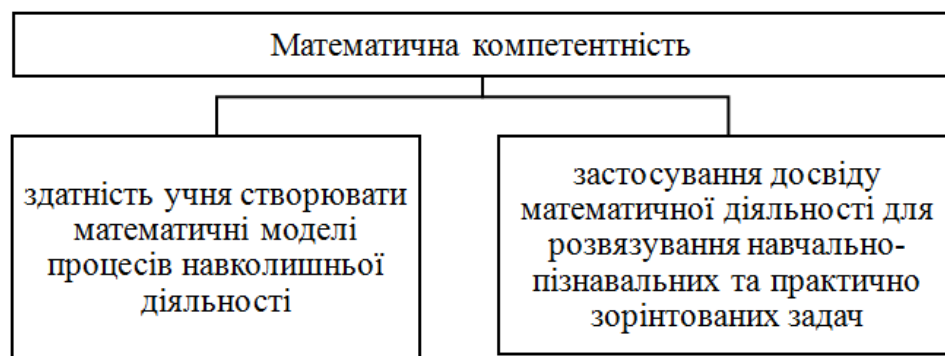 Математична компетентність
здатність учня створювати
математичні моделі
процесів навколишньої
діяльності
застосування досвіду
математичної діяльності для
розвязування навчально-
пізнавальних та практично
зорінтованих задач